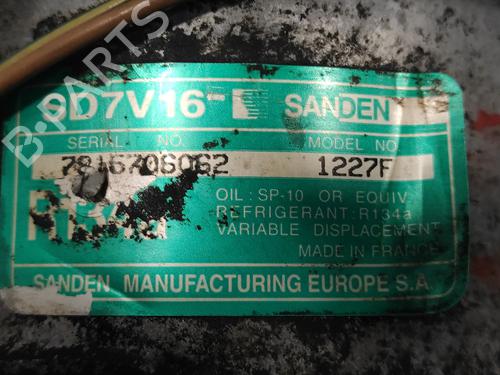 B-PARTS
SD7V16-L SANDEN
SERIAL NO. MODEL NO
7816706062 1227F
R134a
OIL: SP-10 OR EQUIV.
REFRIGERANT: R134a
VARIABLE DISPLACEMENT
MADE IN FRANCE
SANDEN MANUFACTURING EUROPE S.A.